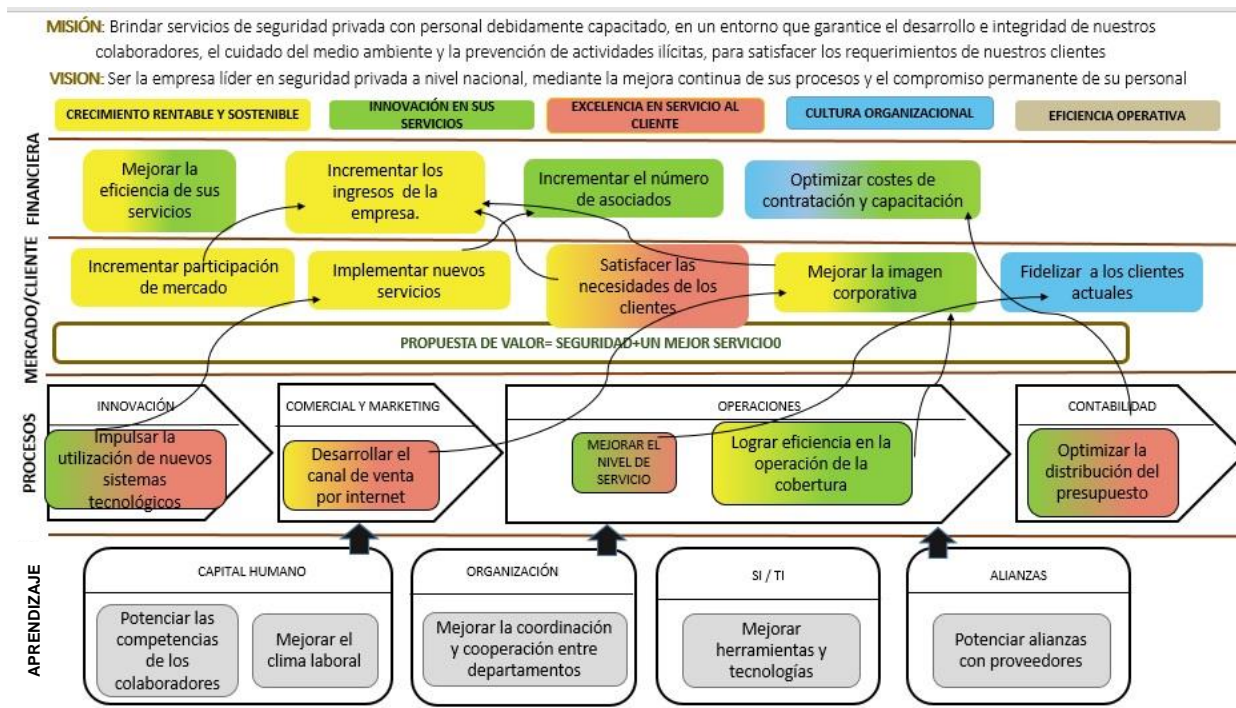 MISIÓN: Brindar servicios de seguridad privada con personal debidamente capacitado, en un entorno que garantice el desarrollo e integridad de nuestros
colaboradores, el cuidado del medio ambiente y la prevención de actividades ilícitas, para satisfacer los requerimientos de nuestros clientes
VISION: Ser la empresa líder en seguridad privada a nivel nacional, mediante la mejora continua de sus procesos y el compromiso permanente de su personal
CRECIMIENTO RENTABLE Y SOSTENIBLE
INNOVACIÓN EN SUS
SERVICIOS
EXCELENCIA EN SERVICIO AL
CLIENTE
CULTURA ORGANIZACIONAL
EFICIENCIA OPERATIVA
FINANCIERA
Mejorar la
eficiencia de sus
servicios
Incrementar los
ingresos de la
empresa.
Incrementar el número
de asociados
Optimizar costes de
contratación y capacitación
MERCADO/CLIENTE
Incrementar participación
de mercado
Implementar nuevos
servicios
Satisfacer las
necesidades de los
clientes
Mejorar la imagen
corporativa
Fidelizar a los clientes
actuales
PROPUESTA DE VALOR= SEGURIDAD+UN MEJOR SERVICIO0
PROCESOS
INNOVACIÓN
Impulsar la
utilización de nuevos
sistemas
tecnológicos
COMERCIAL Y MARKETING
Desarrollar el
canal de venta
por internet
OPERACIONES
MEJORAR EL
NIVEL DE
SERVICIO
Lograr eficiencia en la
operación de la
cobertura
CONTABILIDAD
Optimizar la
distribución del
presupuesto
APRENDIZAJE
CAPITAL HUMANO
Potenciar las
competencias
de los
colaboradores
Mejorar el
clima laboral
ORGANIZACIÓN
Mejorar la coordinación
y cooperación entre
departamentos
SI / TI
Mejorar
herramientas y
tecnologías
ALIANZAS
Potenciar alianzas
con proveedores